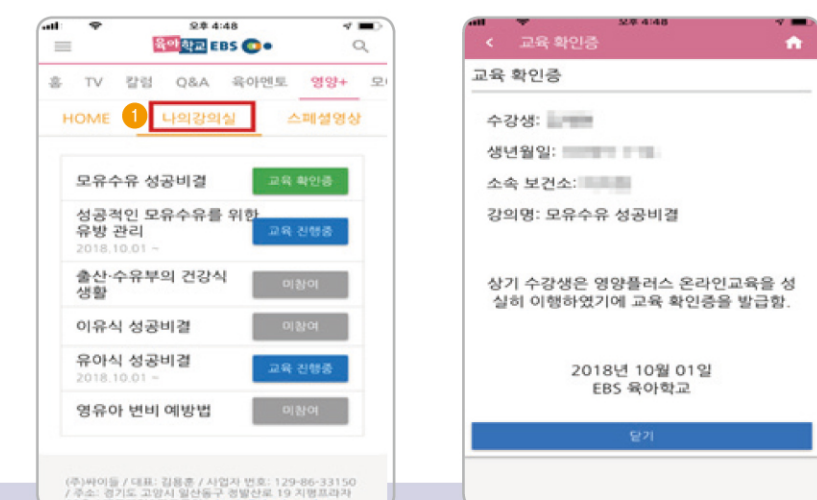 오후 4:48
육아학교 EBS
홈 TV 칼럼 Q&A 육아멘토 영양+ 모
HOME 1 나의강의실 스페셜영상
모유수유 성공비결 교육 확인증
성공적인 모유수유를 위한
유방 관리 교육 진행중
2018.10.01 ~
출산·수유부의 건강식
생활 미참여
이유식 성공비결 미참여
유아식 성공비결 교육 진행중
2018.10.01 ~
영유아 변비 예방법 미참여
(주)싸이들 / 대표: 김용훈 / 사업자 번호: 129-86-33150
/ 주소: 경기도 고양시 일산동구 정발산로 19
오후 4:48
교육 확인증
교육 확인증
수강생:
생년월일:
소속 보건소:
강의명: 모유수유 성공비결
상기 수강생은 영양플러스 온라인교육을 성
실히 이행하였기에 교육 확인증을 발급함.
2018년 10월 01일
EBS 육아학교
닫기